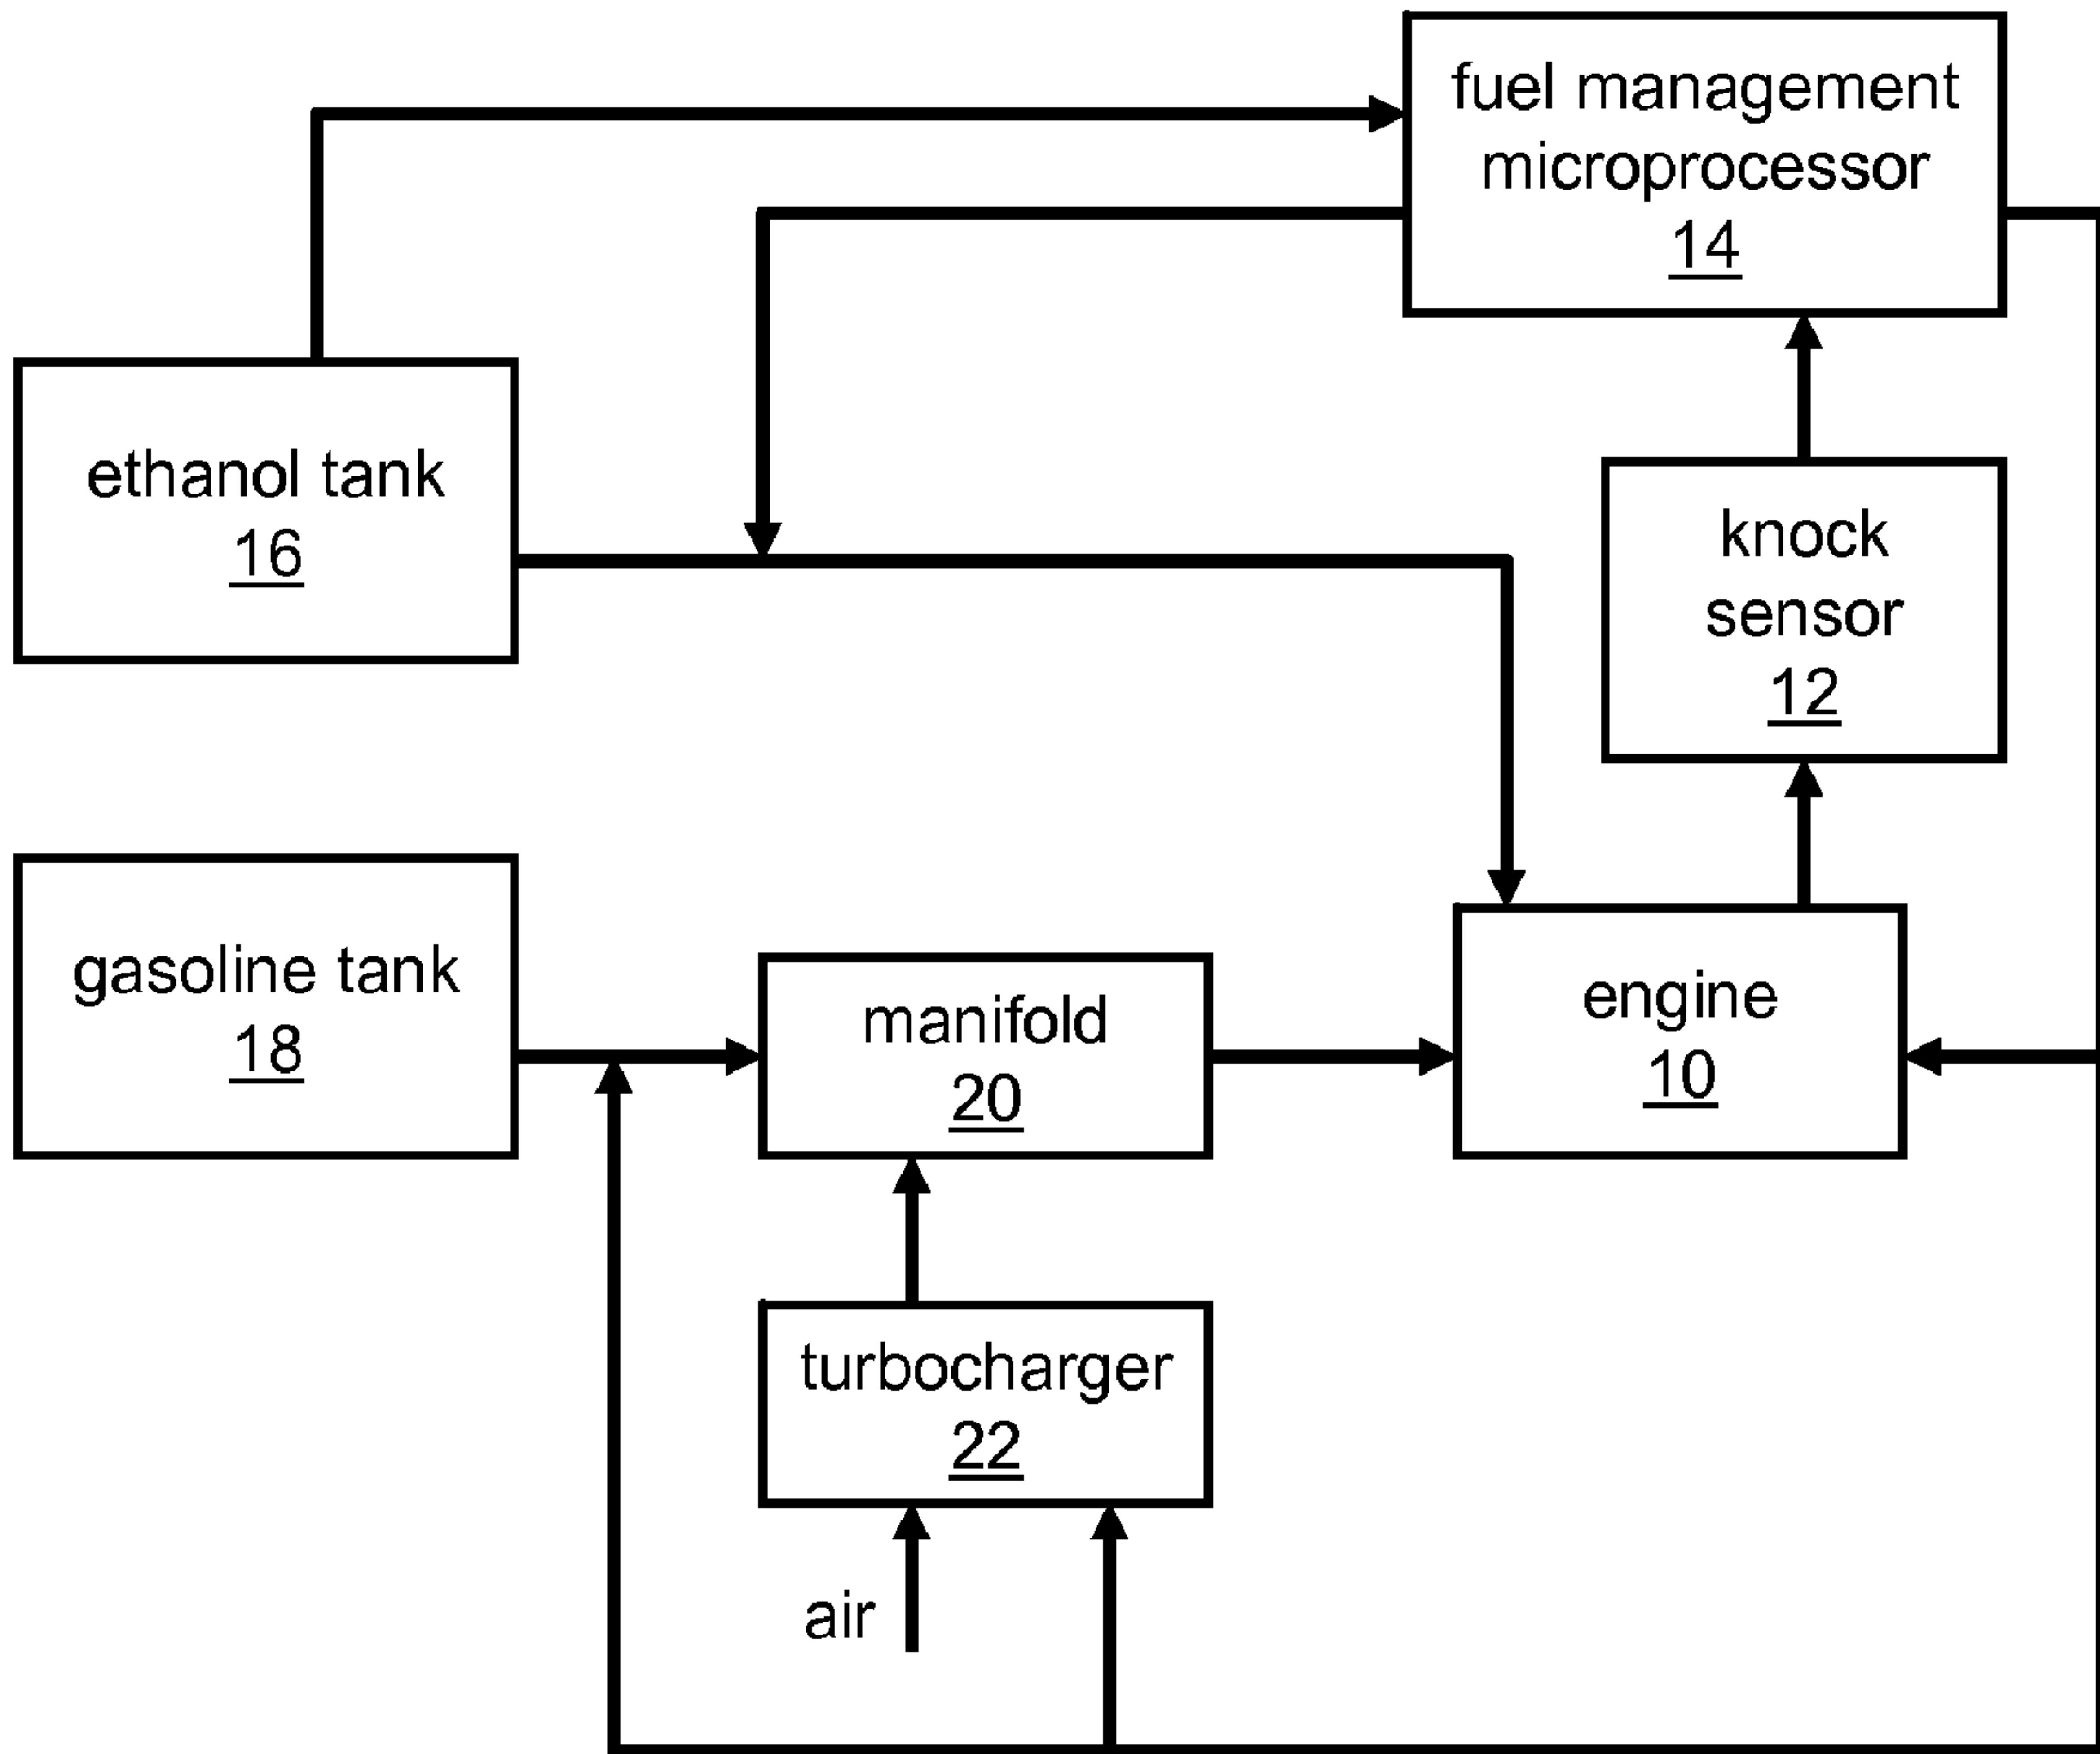 fuel management
microprocessor
14
ethanol tank
16
knock
sensor
12
gasoline tank
18
manifold
20
engine
10
turbocharger
22
air